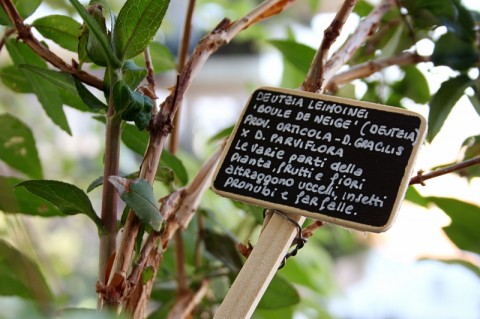 DEUTZIA LEMOINEI
BOULE DE NEIGE (DEUTZIA)
PROV. ORTICOLA-D. GRACILIS
X D. PARVIFLORA
Le varie parti della
pianta, frutti e fiori
attraggono uccelli, insetti
pronubi e farfalle.